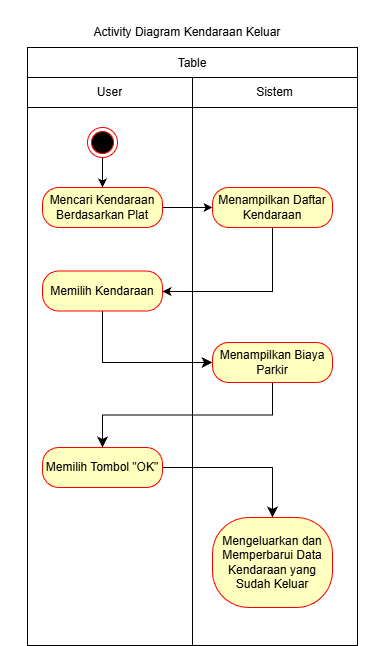 Activity Diagram Kendaraan Keluar
Table
User
Sistem
Mencari Kendaraan
Berdasarkan Plat
Menampilkan Daftar
Kendaraan
Memilih Kendaraan
Menampilkan Biaya
Parkir
Memilih Tombol "OK"
Mengeluarkan dan
Memperbarui Data
Kendaraan yang
Sudah Keluar